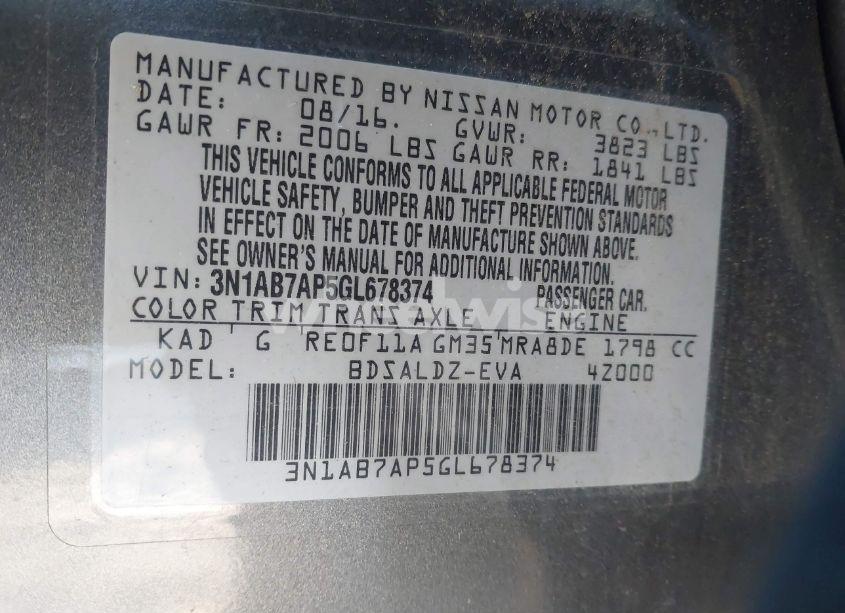 MANUFACTURED BY NISSAN MOTOR CO.,LTD.
DATE: 08/16. GVWR: 3823 LBS
GAWR FR: 2006 LBS GAWR RR: 1841 LBS
THIS VEHICLE CONFORMS TO ALL APPLICABLE FEDERAL MOTOR
VEHICLE SAFETY, BUMPER AND THEFT PREVENTION STANDARDS
IN EFFECT ON THE DATE OF MANUFACTURE SHOWN ABOVE.
SEE OWNER'S MANUAL FOR ADDITIONAL INFORMATION.
VIN: 3N1AB7AP5GL678374 PASSENGER CAR.
COLOR TRIM TRANS AXLE ENGINE
KAD G RE0F11A GM35 MRA8DE 1798 CC
MODEL: BDSALDZ-EVA 4Z000
3N1AB7AP5GL678374